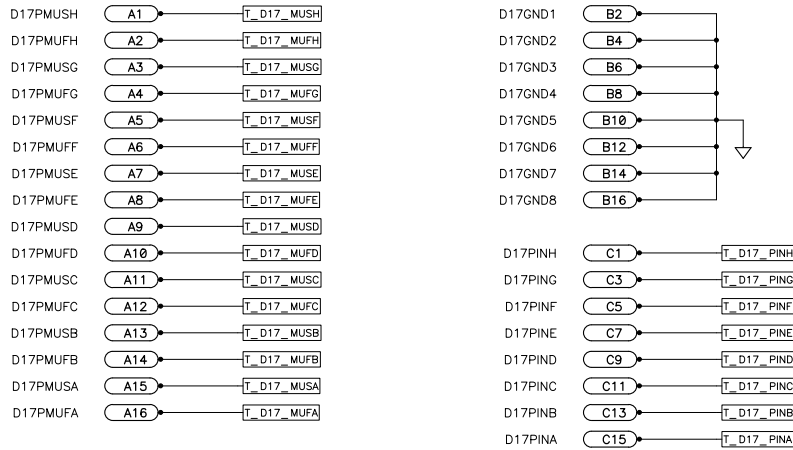 D17PMUSH A1 T_D17_MUSH
D17PMUFH A2 T_D17_MUFH
D17PMUSG A3 T_D17_MUSG
D17PMUFG A4 T_D17_MUFG
D17PMUSF A5 T_D17_MUSF
D17PMUFF A6 T_D17_MUFF
D17PMUSE A7 T_D17_MUSE
D17PMUFE A8 T_D17_MUFE
D17PMUSD A9 T_D17_MUSD
D17PMUFD A10 T_D17_MUFD
D17PMUSC A11 T_D17_MUSC
D17PMUFC A12 T_D17_MUFC
D17PMUSB A13 T_D17_MUSB
D17PMUFB A14 T_D17_MUFB
D17PMUSA A15 T_D17_MUSA
D17PMUFA A16 T_D17_MUFA
D17GND1 B2
D17GND2 B4
D17GND3 B6
D17GND4 B8
D17GND5 B10
D17GND6 B12
D17GND7 B14
D17GND8 B16
D17PINH C1 T_D17_PINH
D17PING C3 T_D17_PING
D17PINF C5 T_D17_PINF
D17PINE C7 T_D17_PINE
D17PIND C9 T_D17_PIND
D17PINC C11 T_D17_PINC
D17PINB C13 T_D17_PINB
D17PINA C15 T_D17_PINA